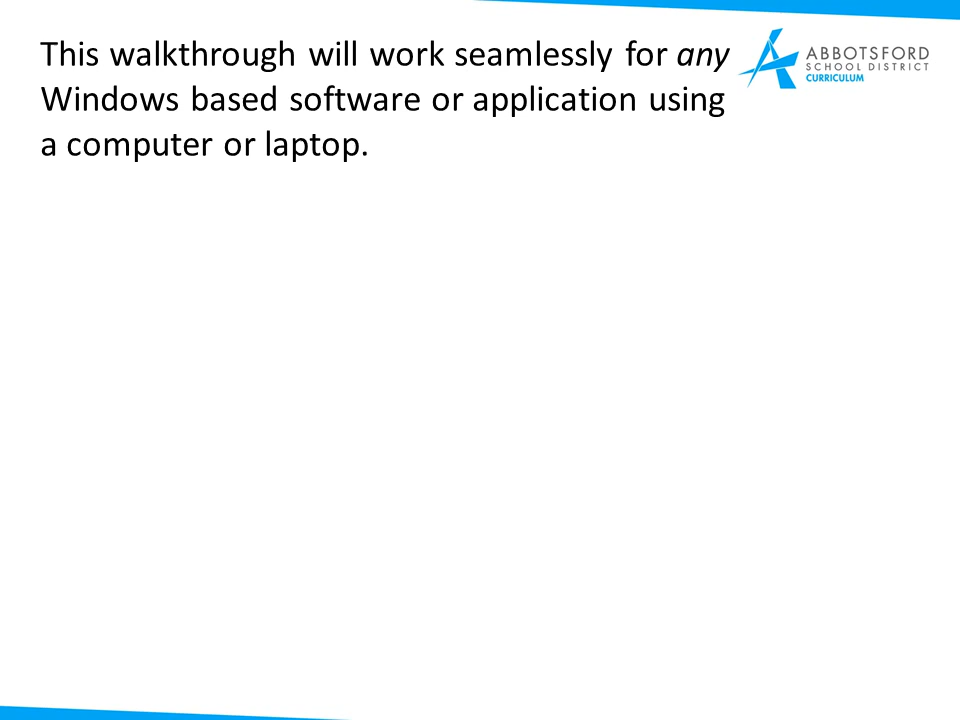 This walkthrough will work seamlessly for any
Windows based software or application using
a computer or laptop.
ABBOTSFORD
SCHOOL DISTRICT
CURRICULUM